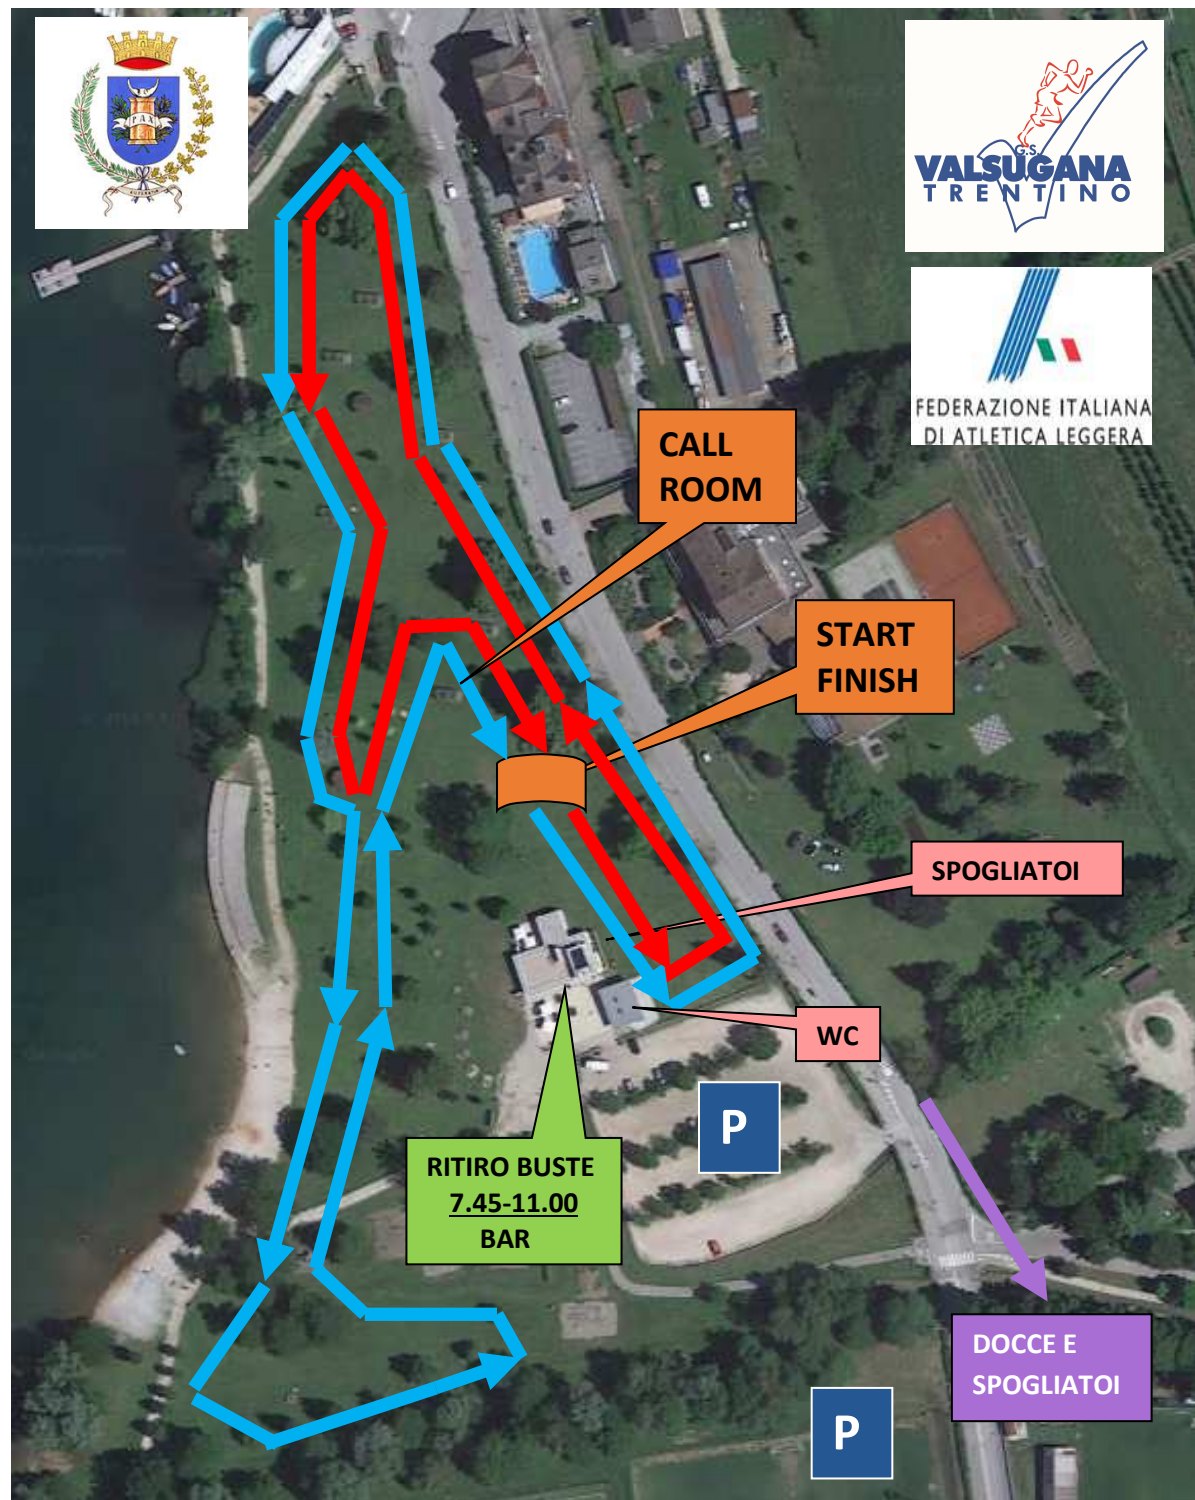 PAX
G.S.
VALSUGANA
TRENTINO
FEDERAZIONE ITALIANA
DI ATLETICA LEGGERA
CALL
ROOM
START
FINISH
SPOGLIATOI
WC
P
RITIRO BUSTE
7.45-11.00
BAR
DOCCE E
SPOGLIATOI
P